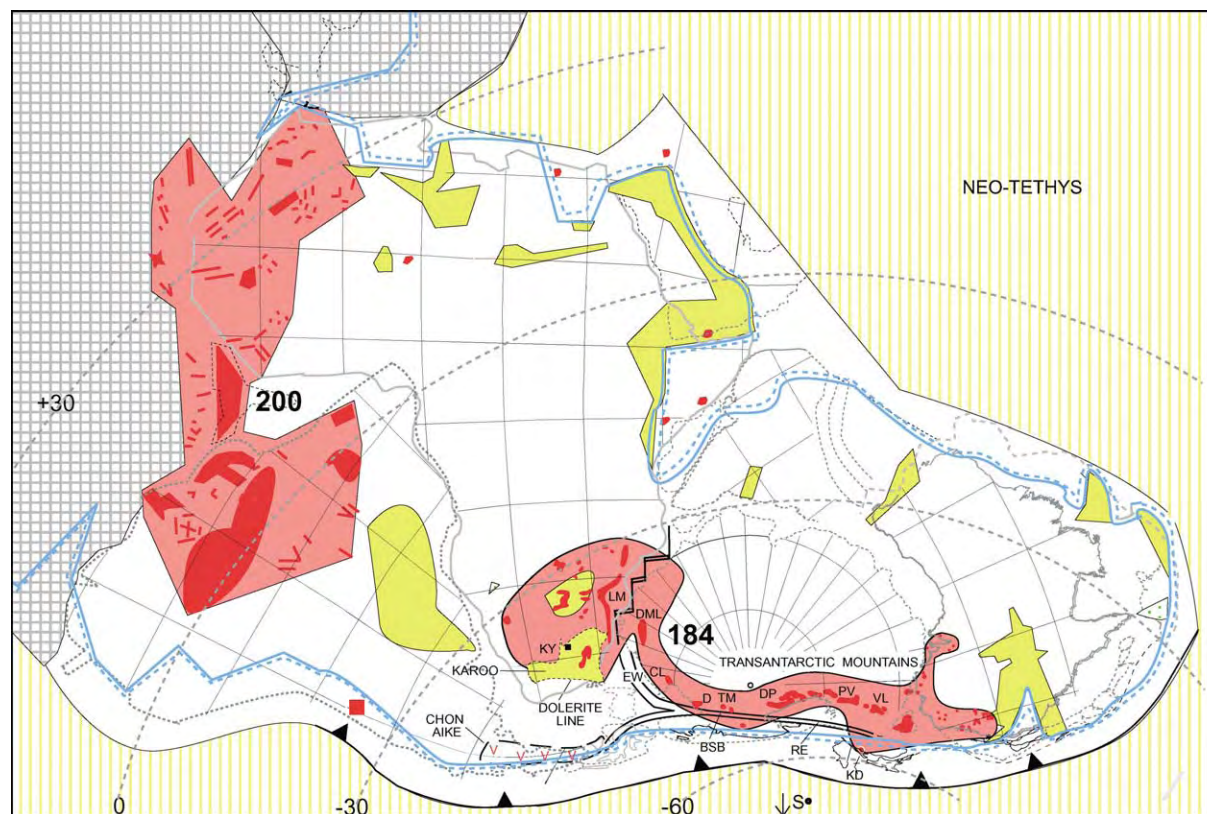 NEO-TETHYS
+30
200
LM
DML
184
KY
TRANSANTARCTIC MOUNTAINS
KAROO
EW
CL
D
TM
DP
PV
VL
DOLERITE
LINE
CHON
AIKE
V V V V
BSB
RE
KD
0
-30
-60
S